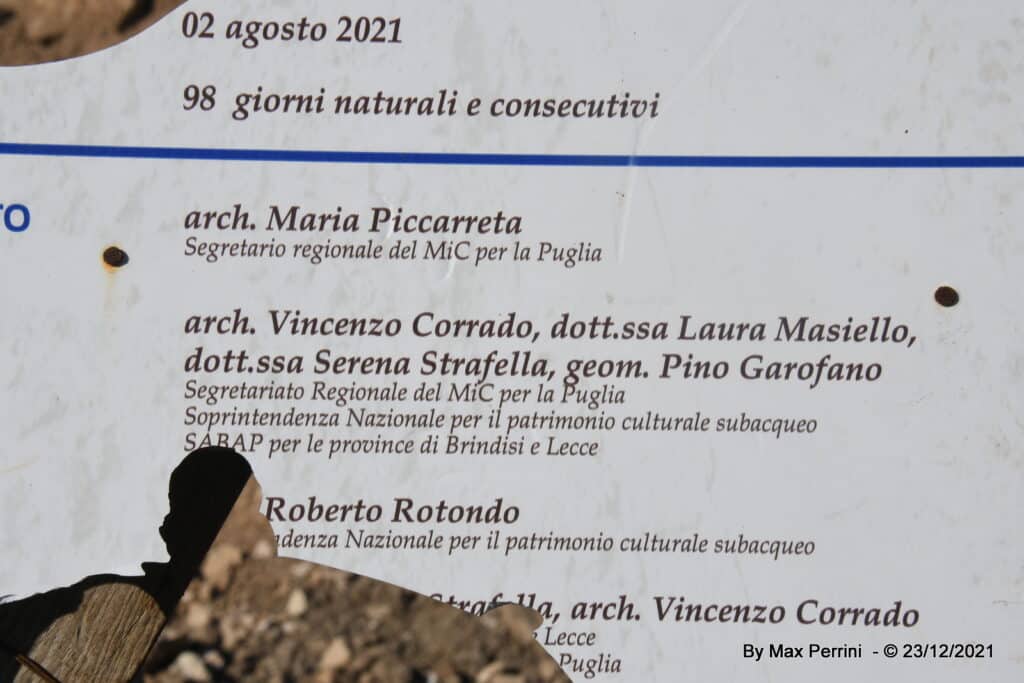 02 agosto 2021
98 giorni naturali e consecutivi
TO
arch. Maria Piccarreta
Segretario regionale del MiC per la Puglia
arch. Vincenzo Corrado, dott.ssa Laura Masiello,
dott.ssa Serena Strafella, geom. Pino Garofano
Segretariato Regionale del MiC per la Puglia
Soprintendenza Nazionale per il patrimonio culturale subacqueo
SABAP per le province di Brindisi e Lecce
Roberto Rotondo
Nazionale per il patrimonio culturale subacqueo
Strafella, arch. Vincenzo Corrado
e Lecce
Puglia
By Max Perrini - © 23/12/2021